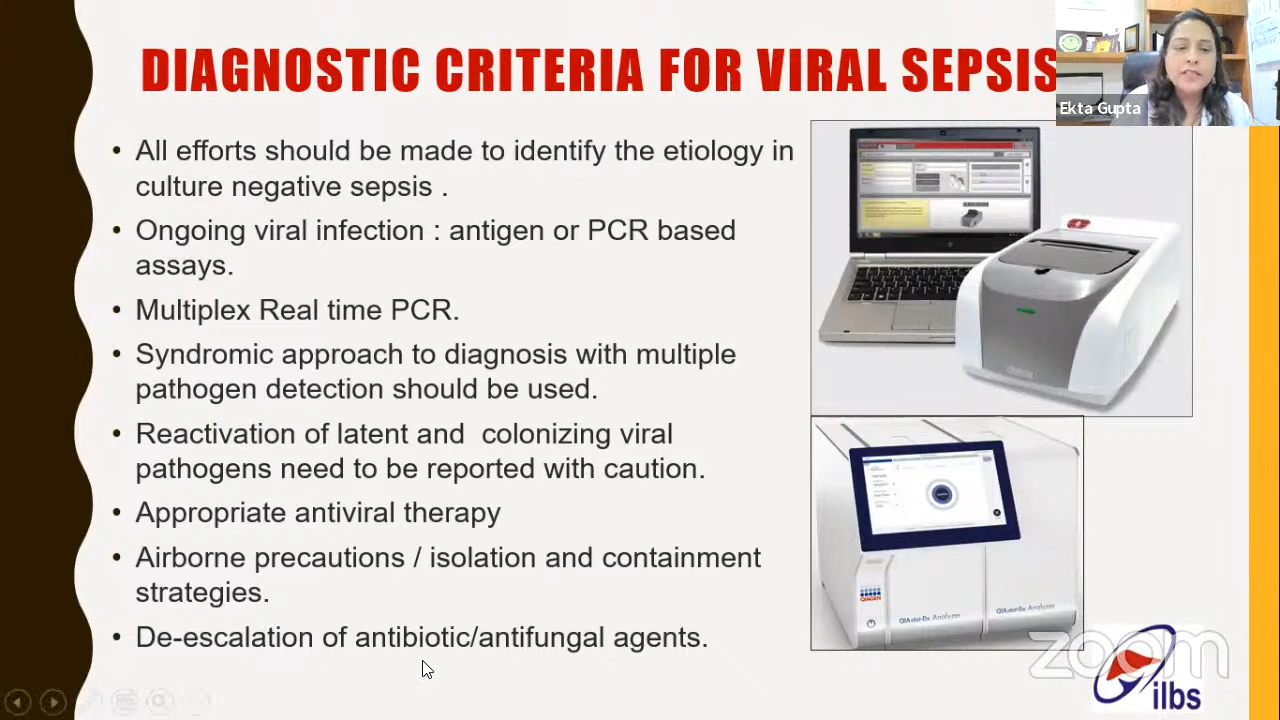 DIAGNOSTIC CRITERIA FOR VIRAL SEPSIS
Ekta Gupta
• All efforts should be made to identify the etiology in
culture negative sepsis .
• Ongoing viral infection : antigen or PCR based
assays.
• Multiplex Real time PCR.
• Syndromic approach to diagnosis with multiple
pathogen detection should be used.
• Reactivation of latent and  colonizing viral
pathogens need to be reported with caution.
• Appropriate antiviral therapy
• Airborne precautions / isolation and containment
strategies.
• De-escalation of antibiotic/antifungal agents.
QIAGEN
QIAstat-Dx Analyzer
QIAstat-Dx Analyzer
zoom
ilbs